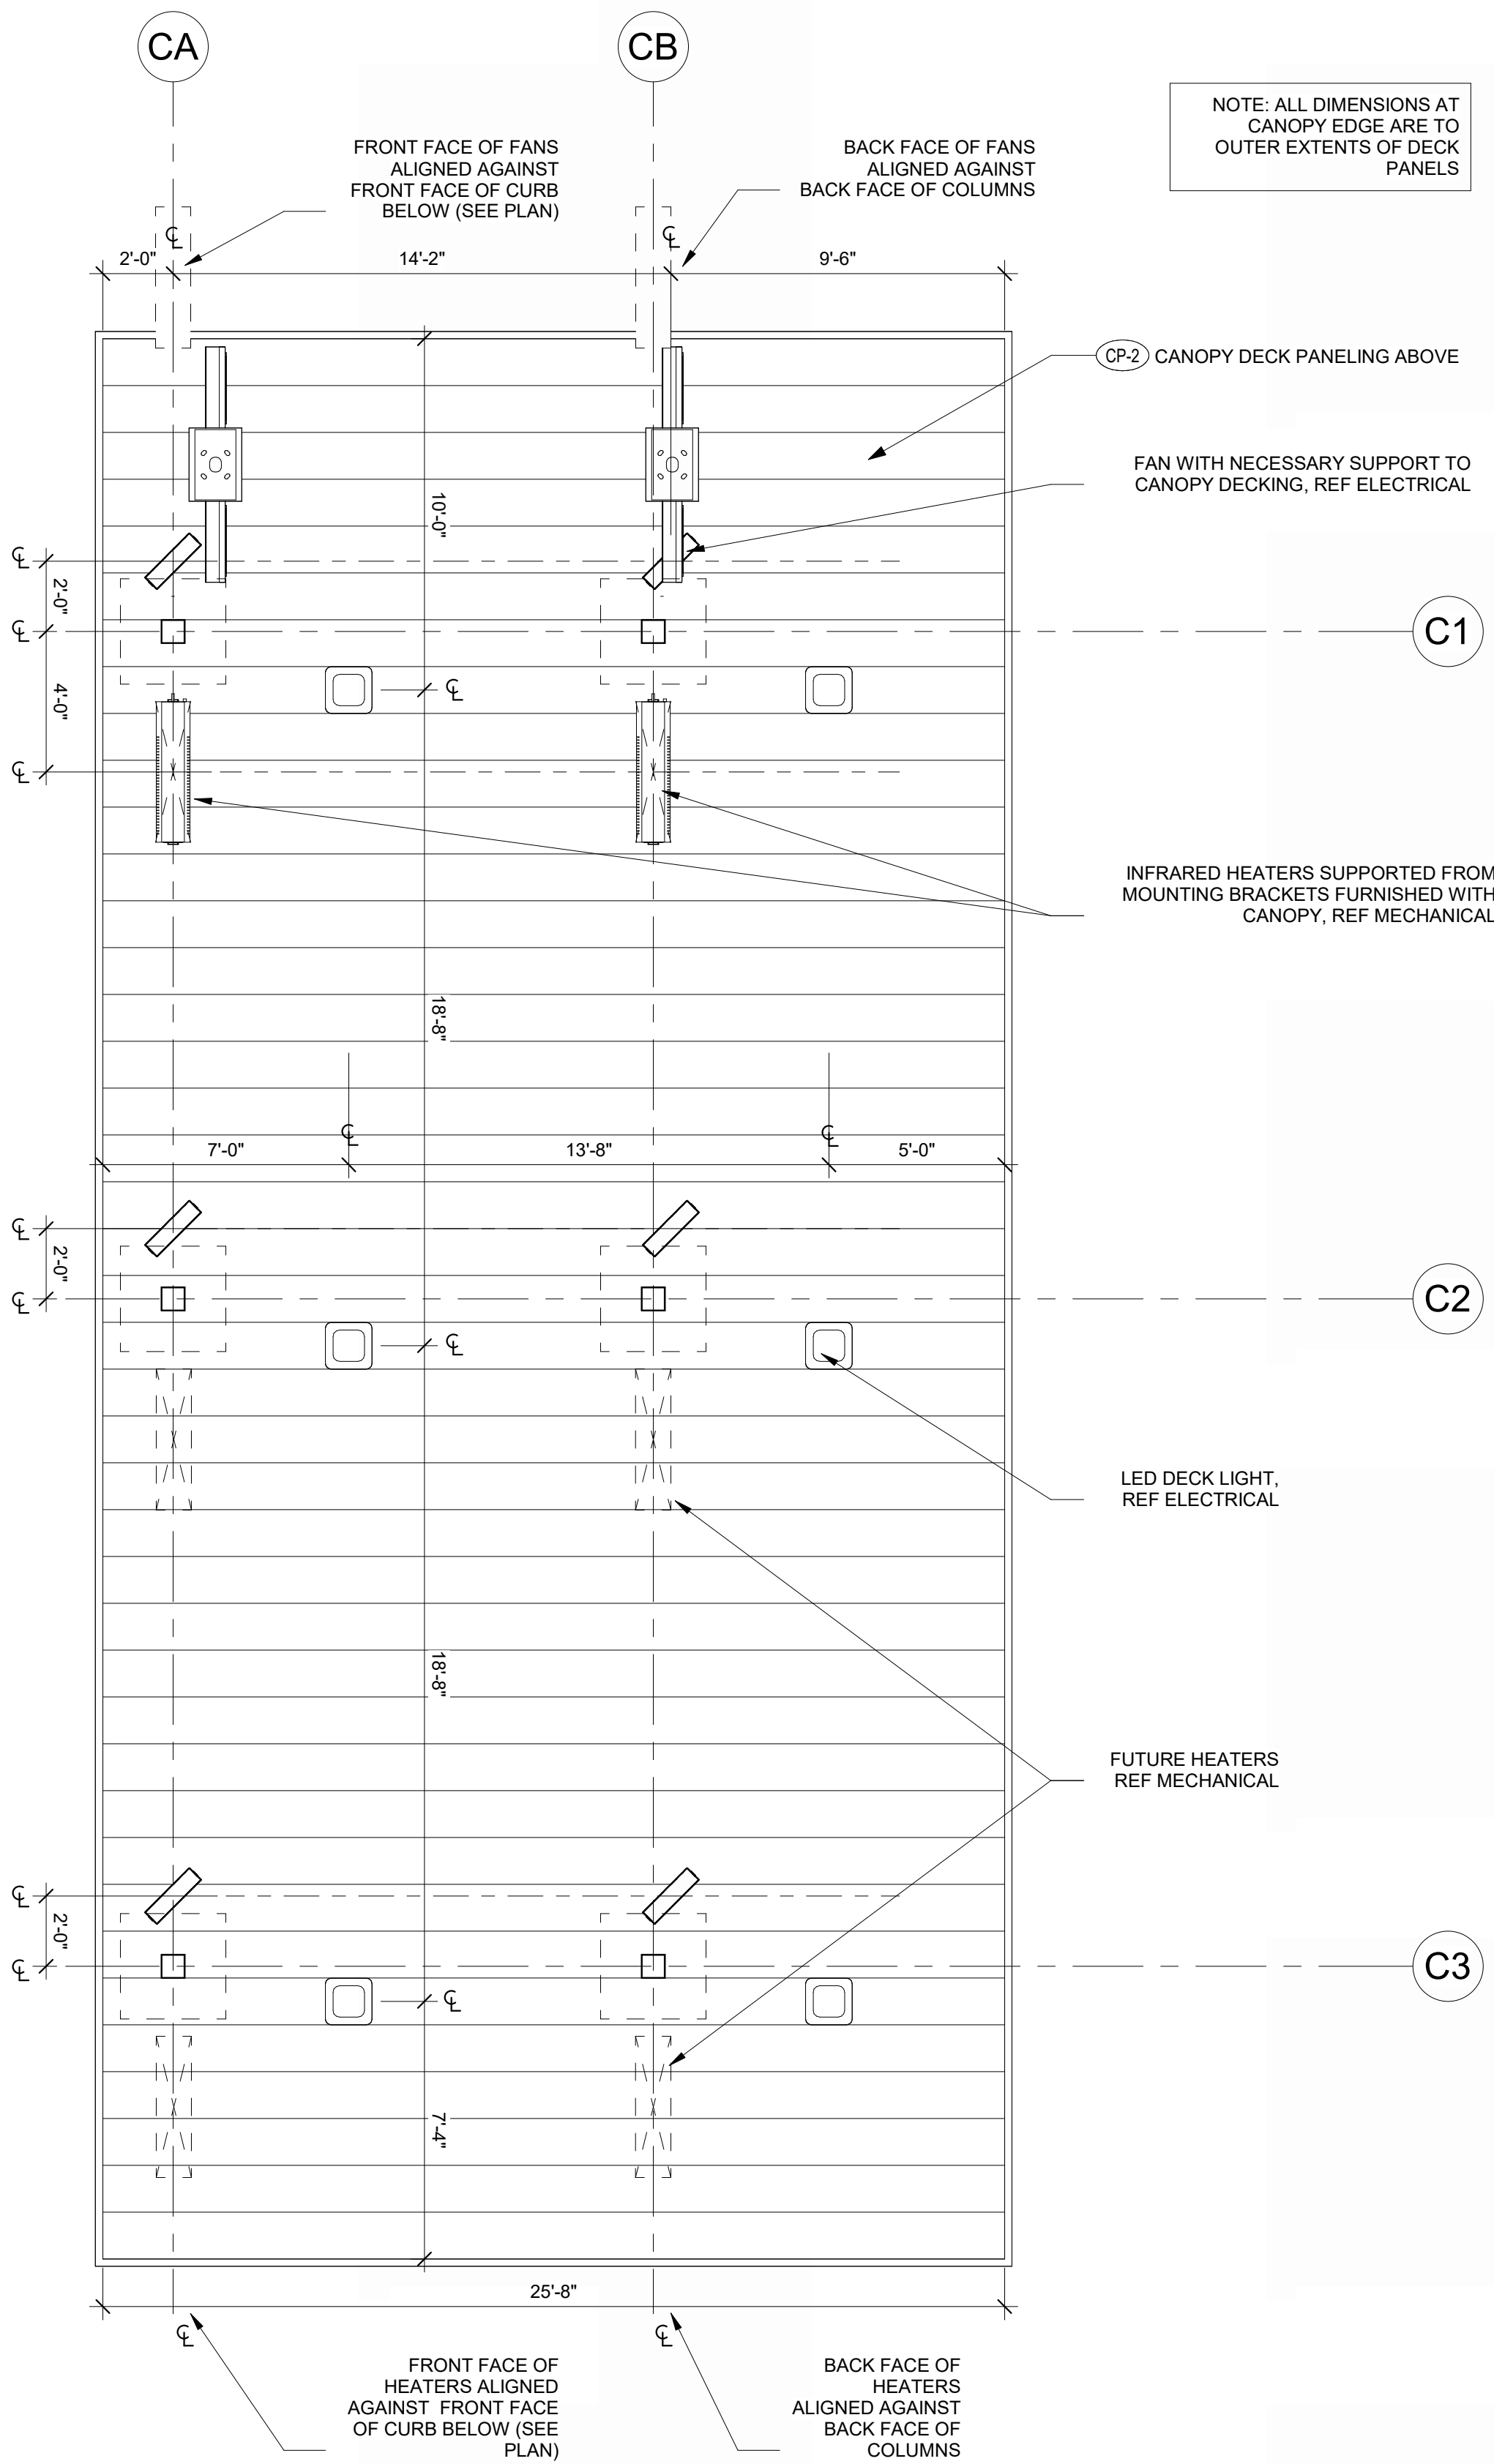 CA
CB
NOTE: ALL DIMENSIONS AT
CANOPY EDGE ARE TO
OUTER EXTENTS OF DECK
PANELS
FRONT FACE OF FANS
ALIGNED AGAINST
FRONT FACE OF CURB
BELOW (SEE PLAN)
BACK FACE OF FANS
ALIGNED AGAINST
BACK FACE OF COLUMNS
℄
℄
2'-0"
14'-2"
9'-6"
CP-2
CANOPY DECK PANELING ABOVE
FAN WITH NECESSARY SUPPORT TO
CANOPY DECKING, REF ELECTRICAL
10'-0"
℄
2'-0"
℄
C1
4'-0"
℄
℄
INFRARED HEATERS SUPPORTED FROM
MOUNTING BRACKETS FURNISHED WITH
CANOPY, REF MECHANICAL
18'-8"
℄
℄
7'-0"
13'-8"
5'-0"
℄
2'-0"
℄
C2
℄
LED DECK LIGHT,
REF ELECTRICAL
18'-8"
FUTURE HEATERS
REF MECHANICAL
℄
2'-0"
℄
C3
℄
7'-4"
25'-8"
℄
℄
FRONT FACE OF
HEATERS ALIGNED
AGAINST FRONT FACE
OF CURB BELOW (SEE
PLAN)
BACK FACE OF
HEATERS
ALIGNED AGAINST
BACK FACE OF
COLUMNS